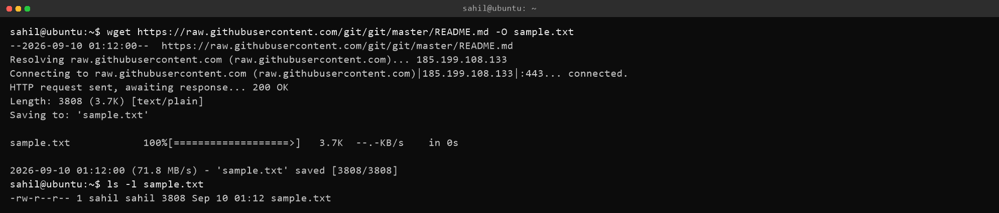 sahil@ubuntu: ~
sahil@ubuntu:~$ wget https://raw.githubusercontent.com/git/git/master/README.md -O sample.txt
--2026-09-10 01:12:00--  https://raw.githubusercontent.com/git/git/master/README.md
Resolving raw.githubusercontent.com (raw.githubusercontent.com)... 185.199.108.133
Connecting to raw.githubusercontent.com (raw.githubusercontent.com)|185.199.108.133|:443... connected.
HTTP request sent, awaiting response... 200 OK
Length: 3808 (3.7K) [text/plain]
Saving to: 'sample.txt'
sample.txt            100%[===================>]   3.7K  --.-KB/s    in 0s
2026-09-10 01:12:00 (71.8 MB/s) - 'sample.txt' saved [3808/3808]
sahil@ubuntu:~$ ls -l sample.txt
-rw-r--r-- 1 sahil sahil 3808 Sep 10 01:12 sample.txt